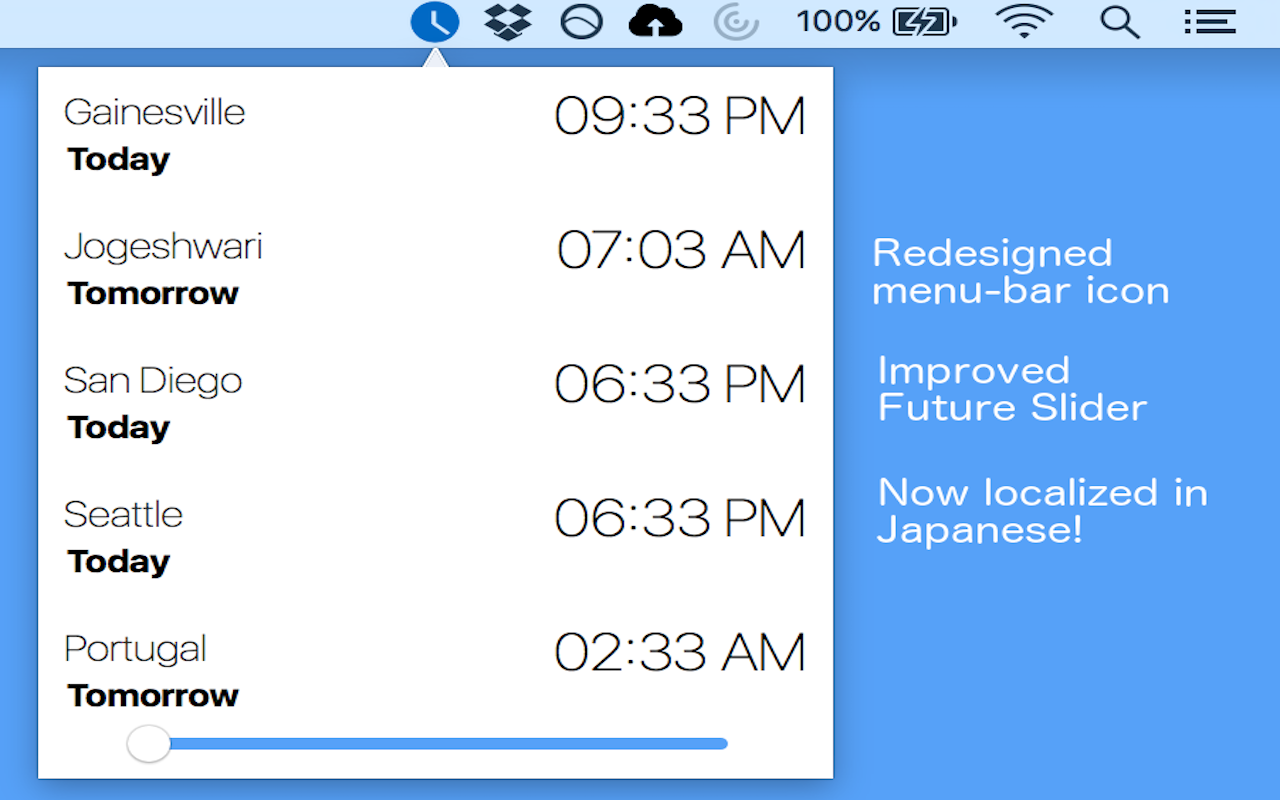 100%
Gainesville 09:33 PM
Today
Jogeshwari 07:03 AM
Tomorrow
San Diego 06:33 PM
Today
Seattle 06:33 PM
Today
Portugal 02:33 AM
Tomorrow
Redesigned
menu-bar icon
Improved
Future Slider
Now localized in
Japanese!